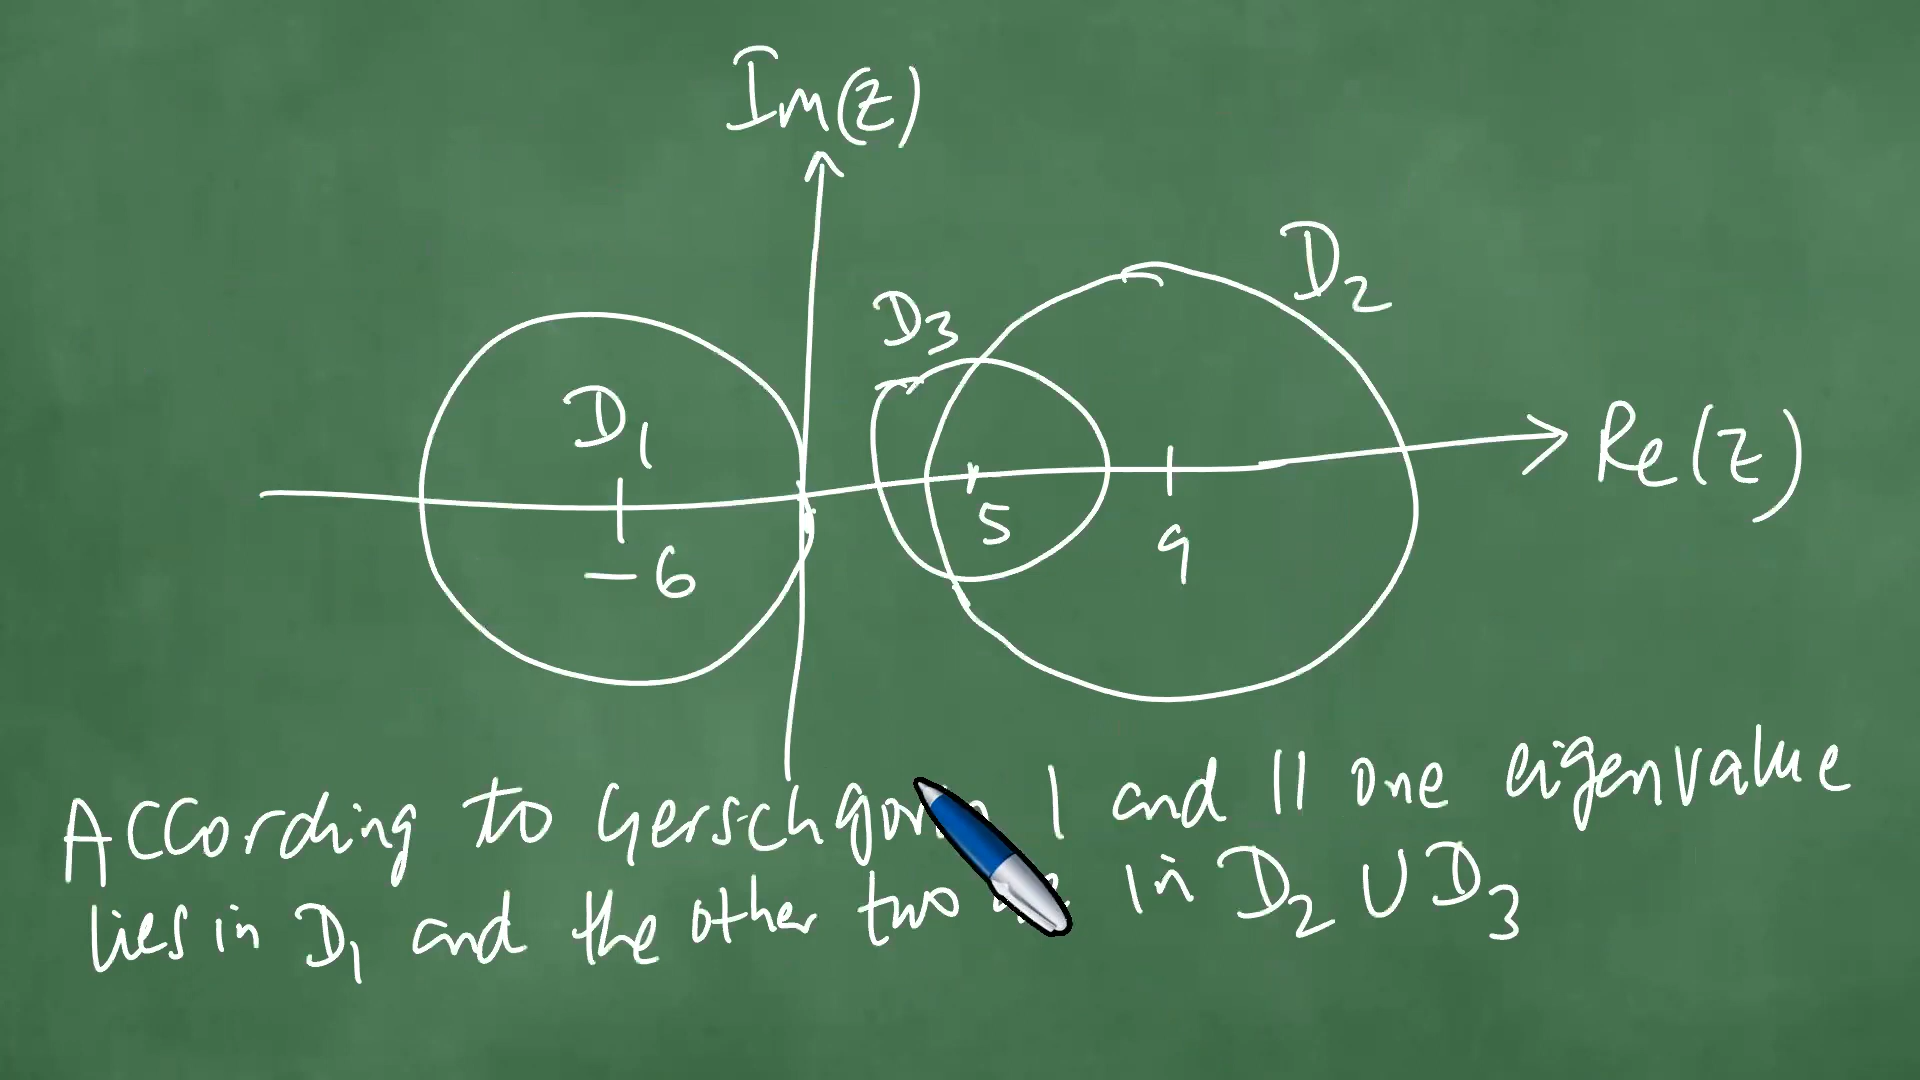 Im(z)
D2
D3
D1
Re(z)
5
9
-6
According to Gerschgorin I and II one eigenvalue
lies in D1 and the other two in D2 ∪ D3